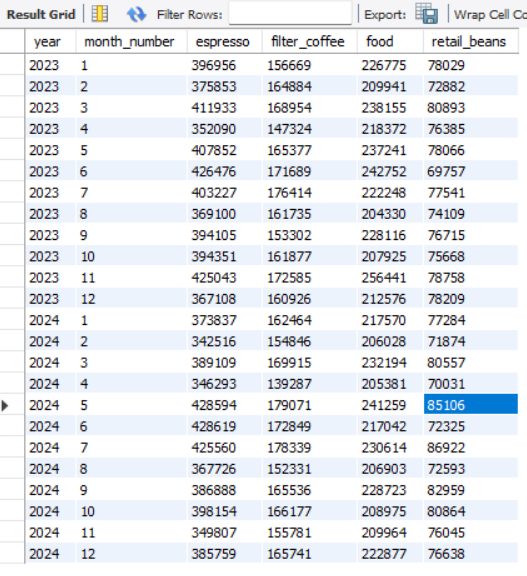 Result Grid Filter Rows: Export: Wrap Cell Co
year month_number espresso filter_coffee food retail_beans
2023 1 396956 156669 226775 78029
2023 2 375853 164884 209941 72882
2023 3 411933 168954 238155 80893
2023 4 352090 147324 218372 76385
2023 5 407852 165377 237241 78066
2023 6 426476 171689 242752 69757
2023 7 403227 176414 222248 77541
2023 8 369100 161735 204330 74109
2023 9 394105 153302 228116 76715
2023 10 394351 161877 207925 75668
2023 11 425043 172585 256441 78758
2023 12 367108 160926 212576 78209
2024 1 373837 162464 217570 77284
2024 2 342516 154846 206028 71874
2024 3 389109 169915 232194 80557
2024 4 346293 139287 205381 70031
2024 5 428594 179071 241259 85106
2024 6 428619 172849 217042 72325
2024 7 425560 178339 230614 86922
2024 8 367726 152331 206903 72593
2024 9 386888 165536 228723 82959
2024 10 398154 166177 208975 80864
2024 11 349807 155781 209964 76045
2024 12 385759 165741 222877 76638